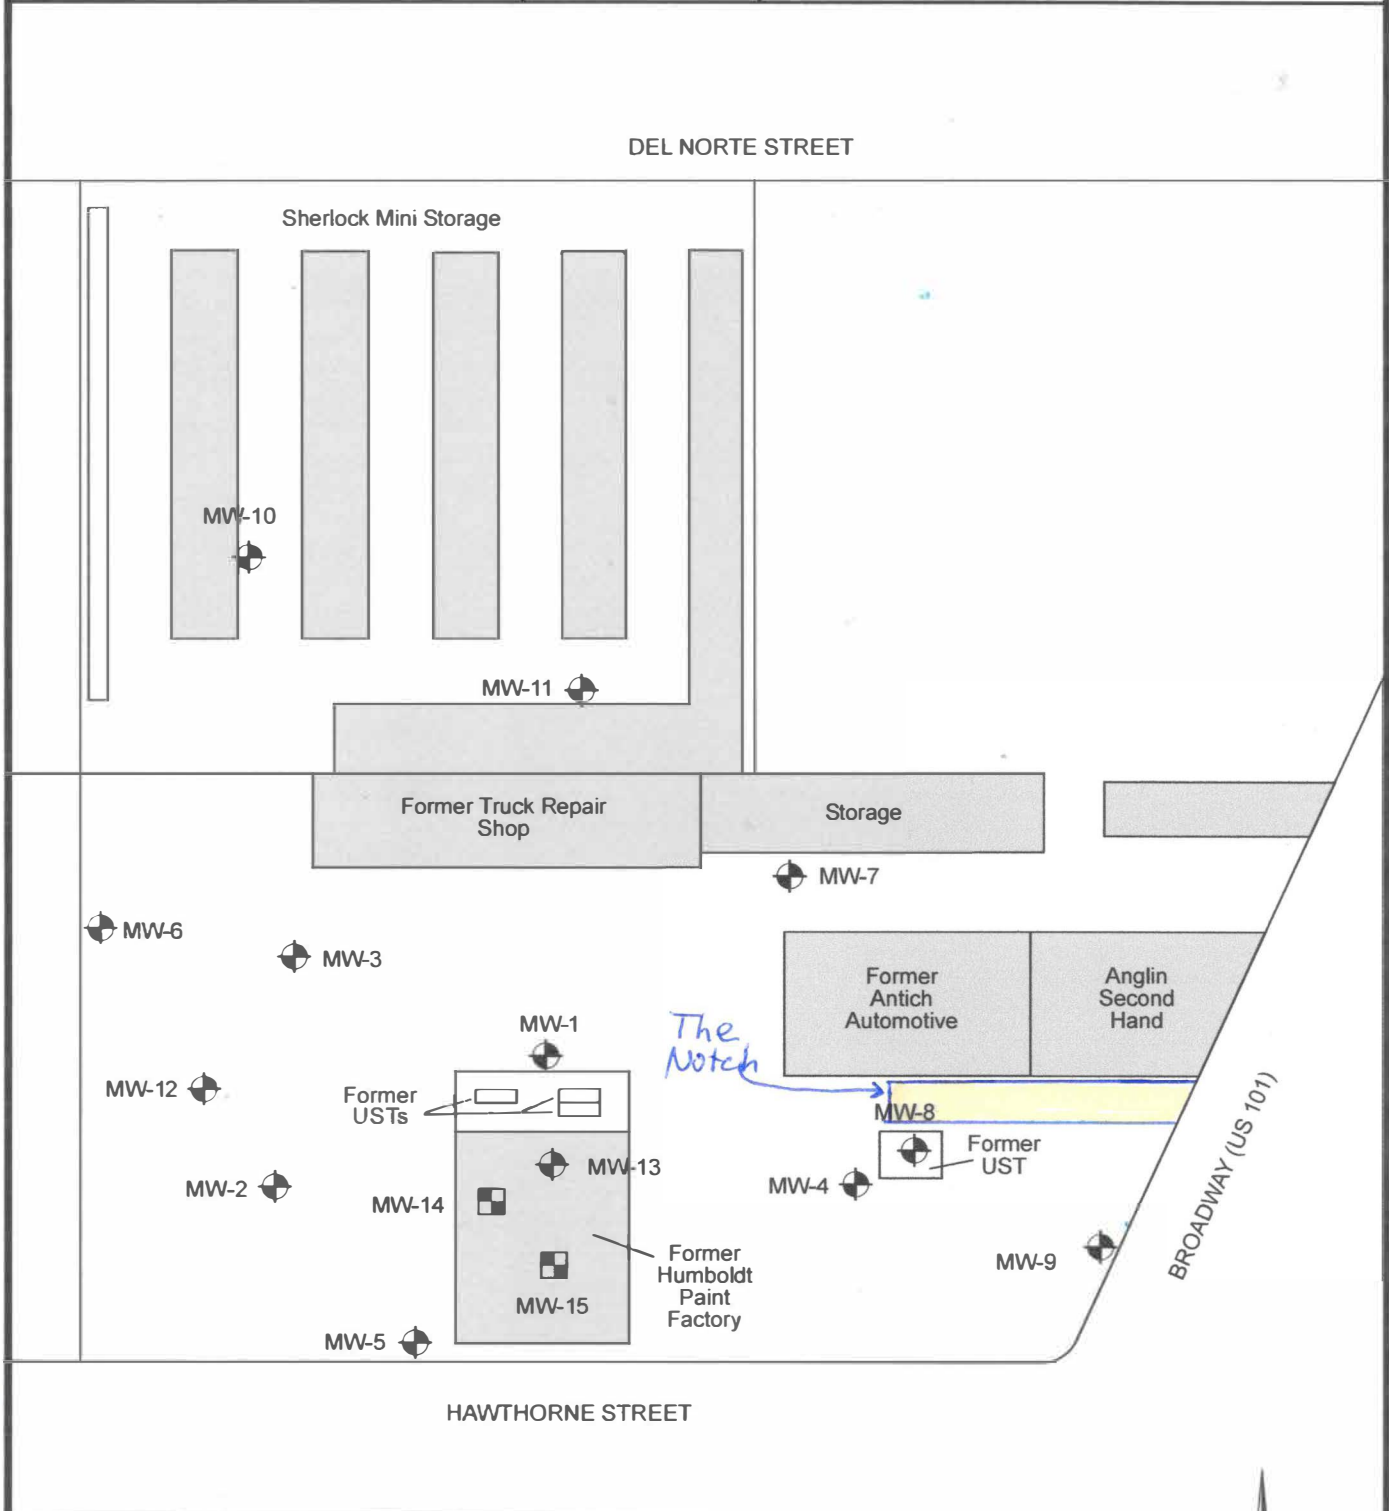 DEL NORTE STREET
Sherlock Mini Storage
MW-10
MW-11
Former Truck Repair
Shop
Storage
MW-7
MW-6
MW-3
Former
Antich
Automotive
Anglin
Second
Hand
The
Notch
MW-1
MW-12
Former
USTs
MW-8
Former
UST
BROADWAY (US 101)
MW-13
MW-2
MW-14
MW-4
Former
Humboldt
Paint
Factory
MW-9
MW-15
MW-5
HAWTHORNE STREET